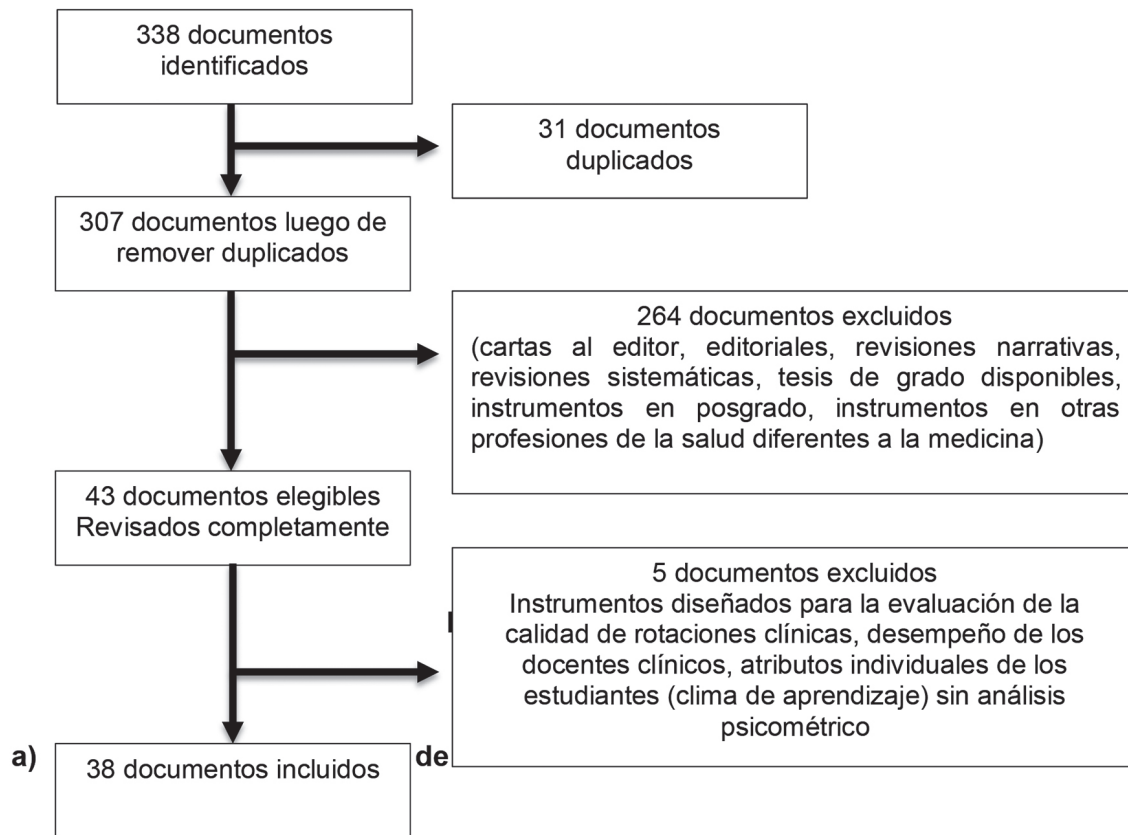 338 documentos
identificados
31 documentos
duplicados
307 documentos luego de
remover duplicados
264 documentos excluidos
(cartas al editor, editoriales, revisiones narrativas,
revisiones sistemáticas, tesis de grado disponibles,
instrumentos en posgrado, instrumentos en otras
profesiones de la salud diferentes a la medicina)
43 documentos elegibles
Revisados completamente
5 documentos excluidos
Instrumentos diseñados para la evaluación de la
calidad de rotaciones clínicas, desempeño de los
docentes clínicos, atributos individuales de los
estudiantes (clima de aprendizaje) sin análisis
psicométrico
a)
38 documentos incluidos
de